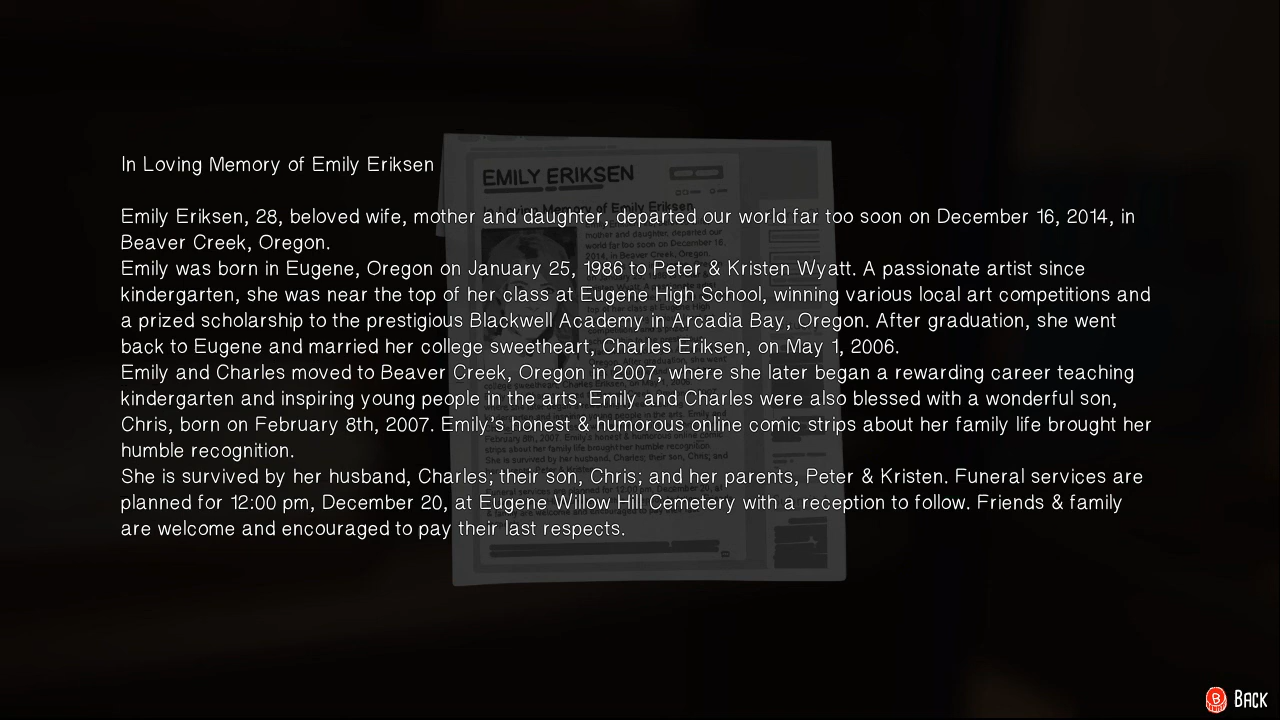 In Loving Memory of Emily Eriksen
Emily Eriksen, 28, beloved wife, mother and daughter, departed our world far too soon on December 16, 2014, in
Beaver Creek, Oregon.
Emily was born in Eugene, Oregon on January 25, 1986 to Peter & Kristen Wyatt. A passionate artist since
kindergarten, she was near the top of her class at Eugene High School, winning various local art competitions and
a prized scholarship to the prestigious Blackwell Academy in Arcadia Bay, Oregon. After graduation, she went
back to Eugene and married her college sweetheart, Charles Eriksen, on May 1, 2006.
Emily and Charles moved to Beaver Creek, Oregon in 2007, where she later began a rewarding career teaching
kindergarten and inspiring young people in the arts. Emily and Charles were also blessed with a wonderful son,
Chris, born on February 8th, 2007. Emily's honest & humorous online comic strips about her family life brought her
humble recognition.
She is survived by her husband, Charles; their son, Chris; and her parents, Peter & Kristen. Funeral services are
planned for 12:00 pm, December 20, at Eugene Willow Hill Cemetery with a reception to follow. Friends & family
are welcome and encouraged to pay their last respects.
EMILY ERIKSEN
In Loving Memory of Emily Eriksen
B BACK